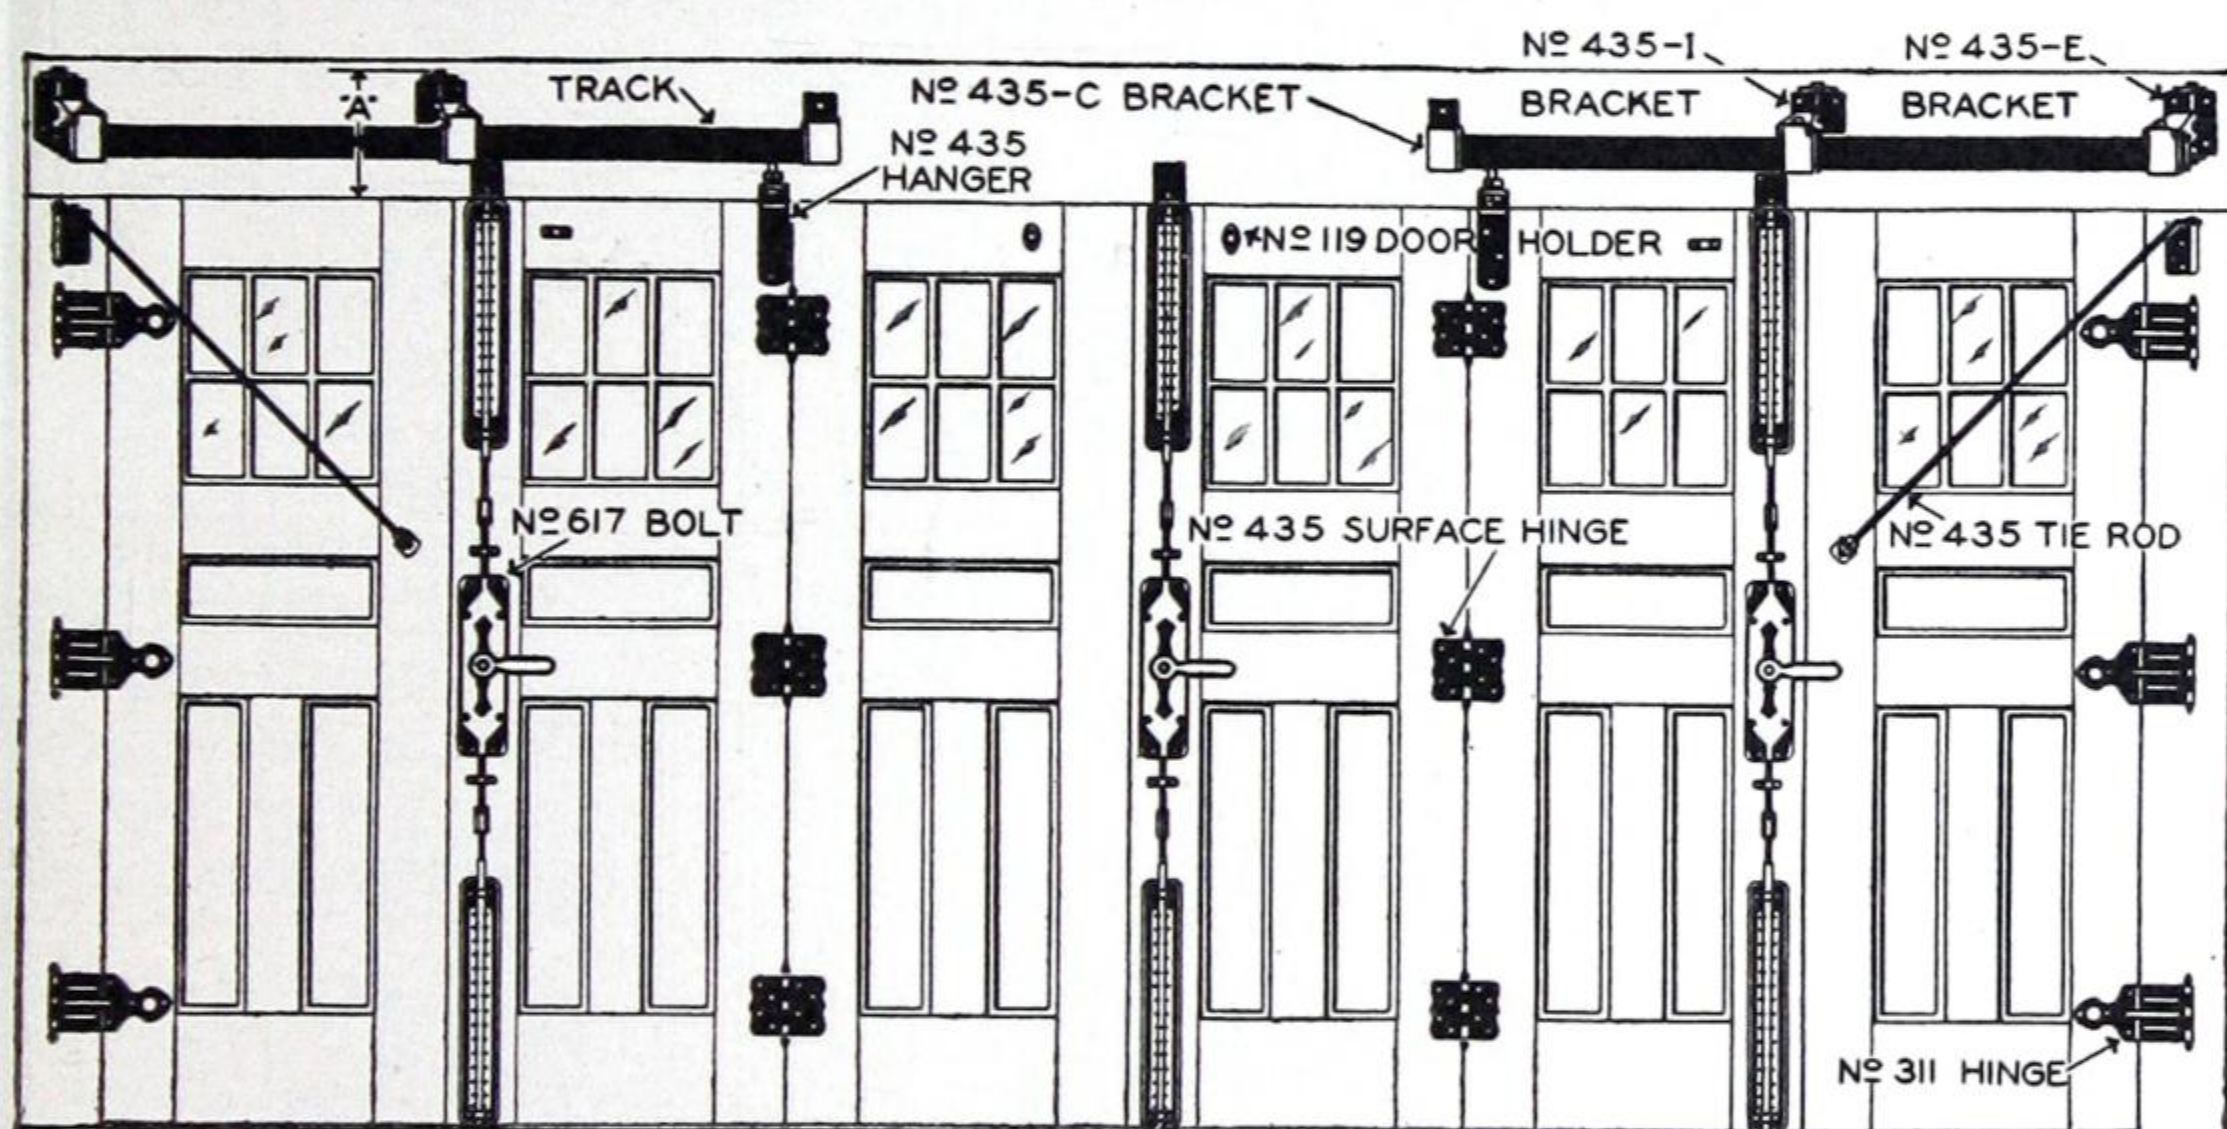 Nº 435-I
Nº 435-E
"A"
TRACK
Nº 435-C BRACKET
BRACKET
BRACKET
Nº 435
HANGER
Nº 119 DOOR HOLDER
Nº 617 BOLT
Nº 435 SURFACE HINGE
Nº 435 TIE ROD
Nº 311 HINGE